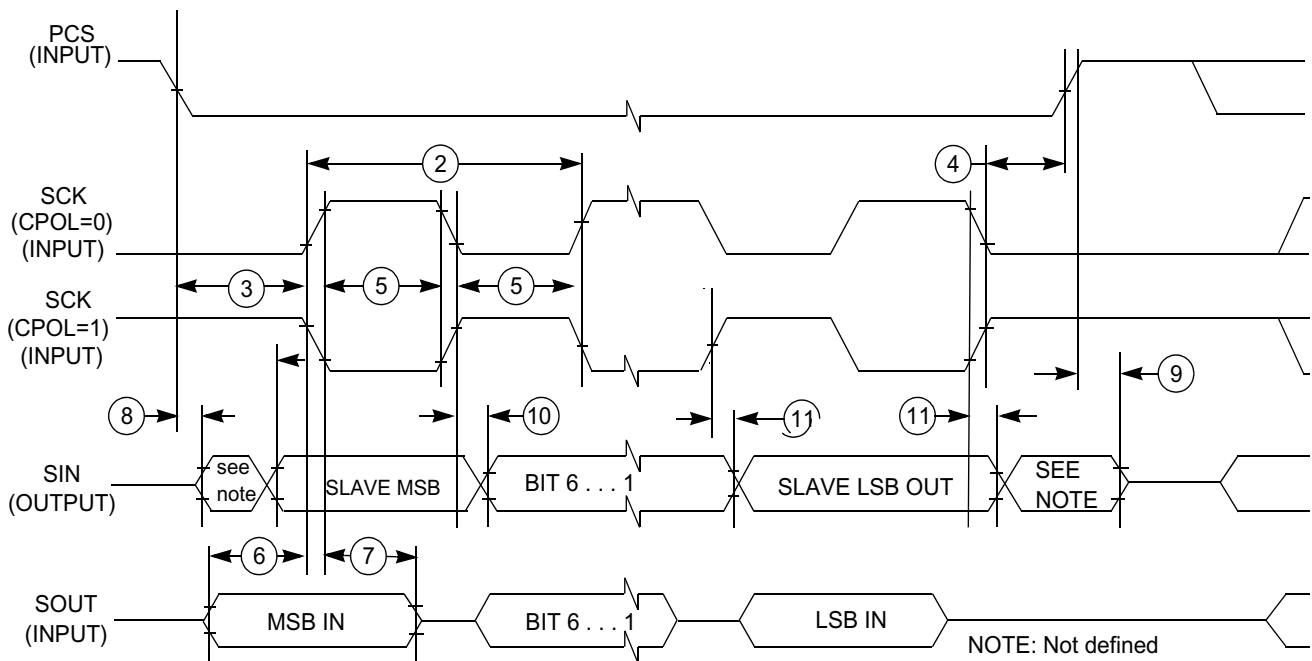 PCS
(INPUT)
2
4
SCK
(CPOL=0)
(INPUT)
3
5
5
SCK
(CPOL=1)
(INPUT)
9
8
10
11
11
SIN
(OUTPUT)
see
note
SLAVE MSB
BIT 6 . . . 1
SLAVE LSB OUT
SEE
NOTE
6
7
SOUT
(INPUT)
MSB IN
BIT 6 . . . 1
LSB IN
NOTE: Not defined